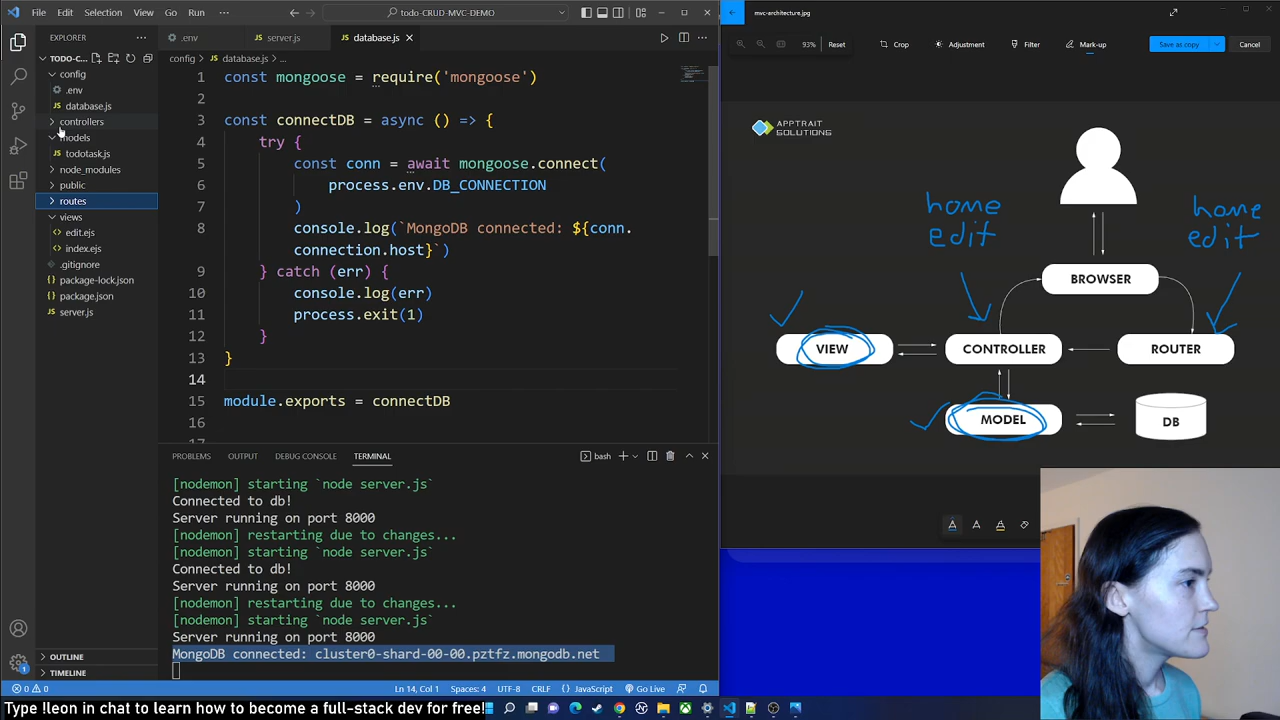 File Edit Selection View Go Run ··· todo-CRUD-MVC-DEMO
EXPLORER ···
.env server.js database.js
config > database.js > ...
TODO-C...
config
.env
database.js
controllers
models
todotask.js
node_modules
public
routes
views
edit.ejs
index.ejs
.gitignore
package-lock.json
package.json
server.js
OUTLINE
TIMELINE
1 const mongoose = require('mongoose')
2
3 const connectDB = async () => {
4 try {
5 const conn = await mongoose.connect(
6 process.env.DB_CONNECTION
7 )
8 console.log(`MongoDB connected: ${conn.
connection.host}`)
9 } catch (err) {
10 console.log(err)
11 process.exit(1)
12 }
13 }
14
15 module.exports = connectDB
16
17
PROBLEMS OUTPUT DEBUG CONSOLE TERMINAL bash
[nodemon] starting `node server.js`
Connected to db!
Server running on port 8000
[nodemon] restarting due to changes...
[nodemon] starting `node server.js`
Connected to db!
Server running on port 8000
[nodemon] restarting due to changes...
[nodemon] starting `node server.js`
Server running on port 8000
MongoDB connected: cluster0-shard-00-00.pztfz.mongodb.net
1
0 0 Ln 14, Col 1 Spaces: 4 UTF-8 CRLF JavaScript Go Live
Type !leon in chat to learn how to become a full-stack dev for free!
mvc-architecture.jpg
93% Reset Crop Adjustment Filter Mark-up Save as copy Cancel
APPTRAIT
SOLUTIONS
home
edit
home
edit
BROWSER
VIEW CONTROLLER ROUTER
MODEL DB